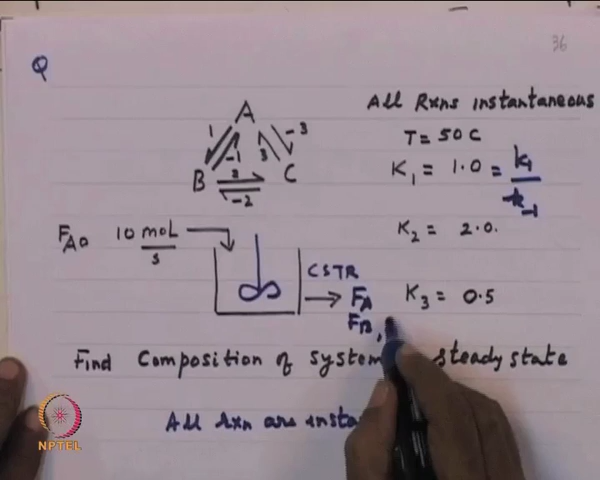 36
Q
All Rxns instantaneous
A
1
-1
3
-3
T = 50 C
K1 = 1.0 = k1 / k-1
B
C
2
-2
K2 = 2.0.
FA0 10 mol/s
CSTR
FA
FB,
K3 = 0.5
Find Composition of system steady state
All rxn are insta
NPTEL